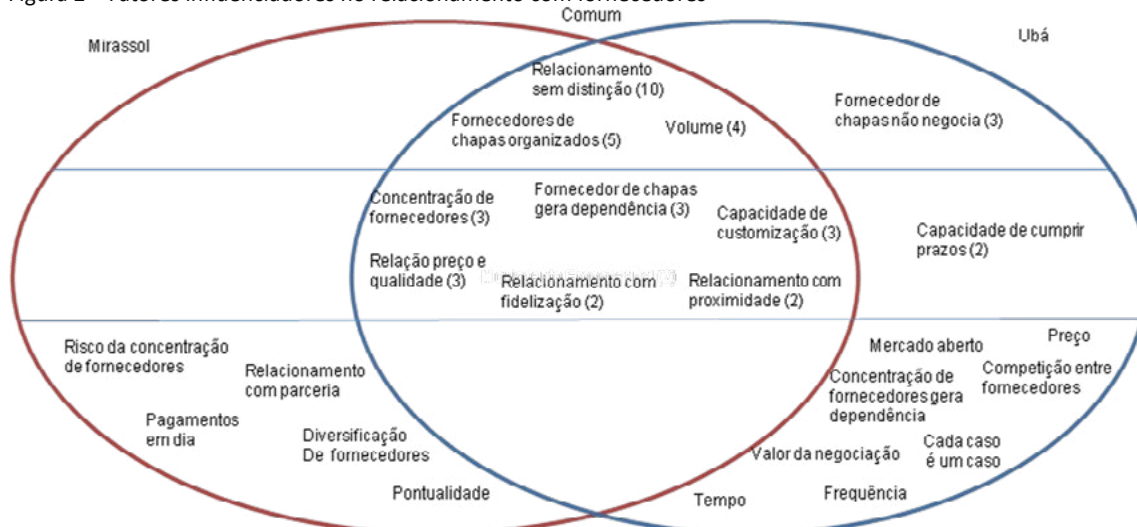 Comum
Mirassol
Ubá
Relacionamento
sem distinção (10)
Fornecedores de
chapas organizados (5)
Volume (4)
Fornecedor de
chapas não negocia (3)
Concentração de
fornecedores (3)
Fornecedor de chapas
gera dependência (3)
Capacidade de
customização (3)
Capacidade de cumprir
prazos (2)
Relação preço e
qualidade (3)
Relacionamento com
fidelização (2)
Relacionamento com
proximidade (2)
Risco da concentração
de fornecedores
Relacionamento
com parceria
Pagamentos
em dia
Diversificação
De fornecedores
Pontualidade
Mercado aberto
Preço
Concentração de
fornecedores gera
dependência
Competição entre
fornecedores
Valor da negociação
Cada caso
é um caso
Tempo
Frequência